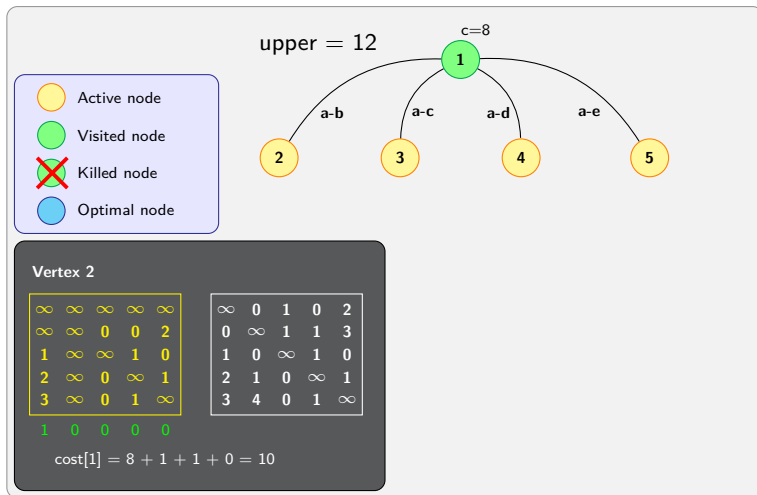 c=8
upper = 12
1
a-b
a-c
a-d
a-e
2
3
4
5
Active node
Visited node
Killed node
Optimal node
Vertex 2
∞ ∞ ∞ ∞ ∞
∞ ∞ 0 0 2
1 ∞ ∞ 1 0
2 ∞ 0 ∞ 1
3 ∞ 0 1 ∞
1 0 0 0 0
∞ 0 1 0 2
0 ∞ 1 1 3
1 0 ∞ 1 0
2 1 0 ∞ 1
3 4 0 1 ∞
cost[1] = 8 + 1 + 1 + 0 = 10